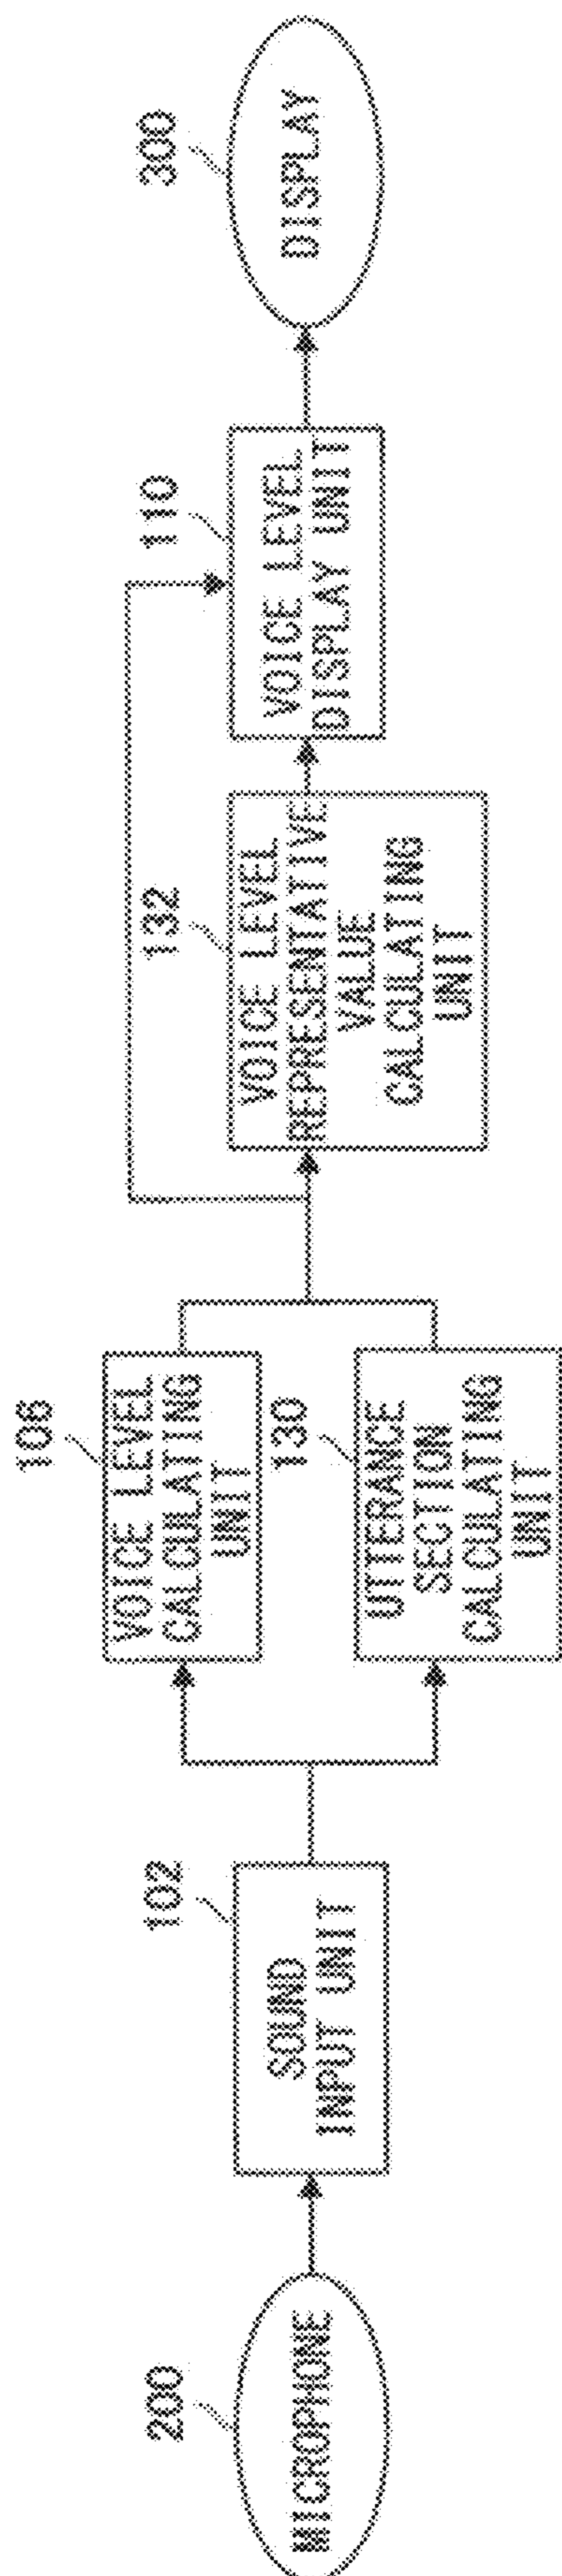 200
MICROPHONE
102
SOUND
INPUT UNIT
106
VOICE LEVEL
CALCULATING
UNIT
130
UTTERANCE
SECTION
CALCULATING
UNIT
132
VOICE LEVEL
REPRESENTATIVE
VALUE
CALCULATING
UNIT
110
VOICE LEVEL
DISPLAY UNIT
300
DISPLAY